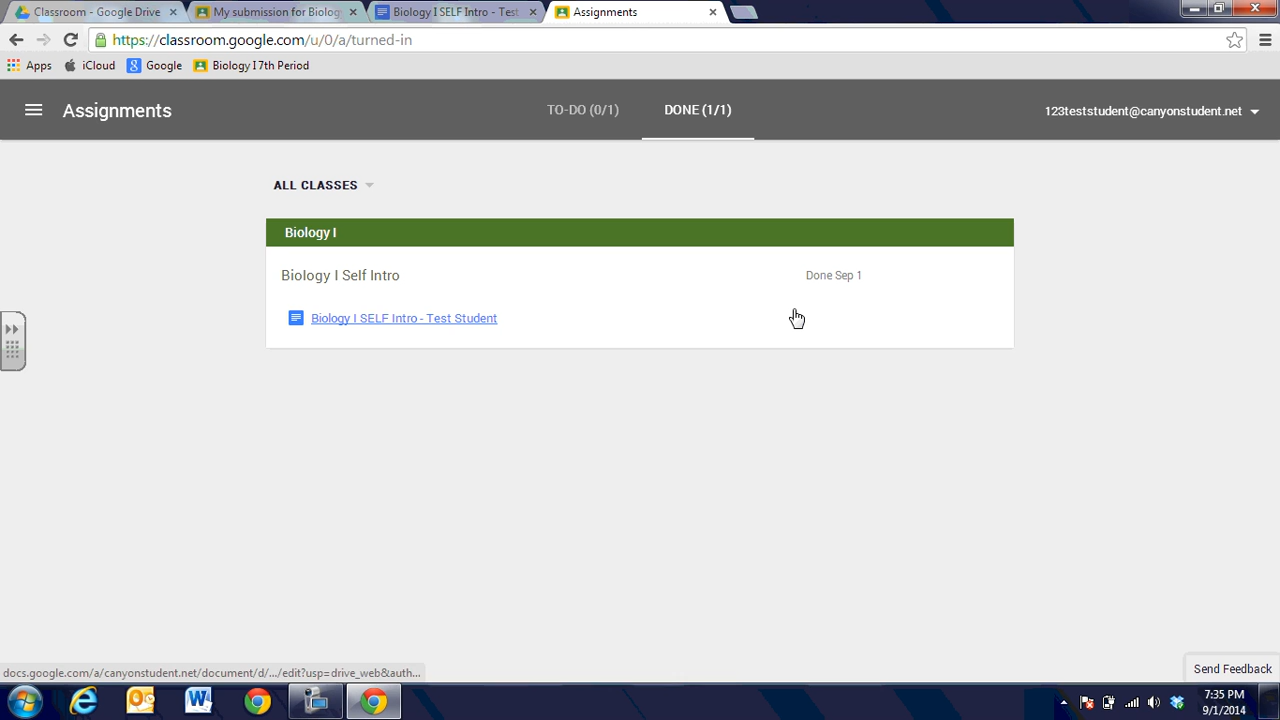 Classroom - Google Drive
My submission for Biolog
Biology I SELF Intro - Test
Assignments
https://classroom.google.com/u/0/a/turned-in
Apps
iCloud
Google
Biology I 7th Period
Assignments
TO-DO (0/1)
DONE (1/1)
123teststudent@canyonstudent.net
ALL CLASSES
Biology I
Biology I Self Intro
Done Sep 1
Biology I SELF Intro - Test Student
docs.google.com/a/canyonstudent.net/document/d/.../edit?usp=drive_web&auth...
Send Feedback
7:35 PM
9/1/2014